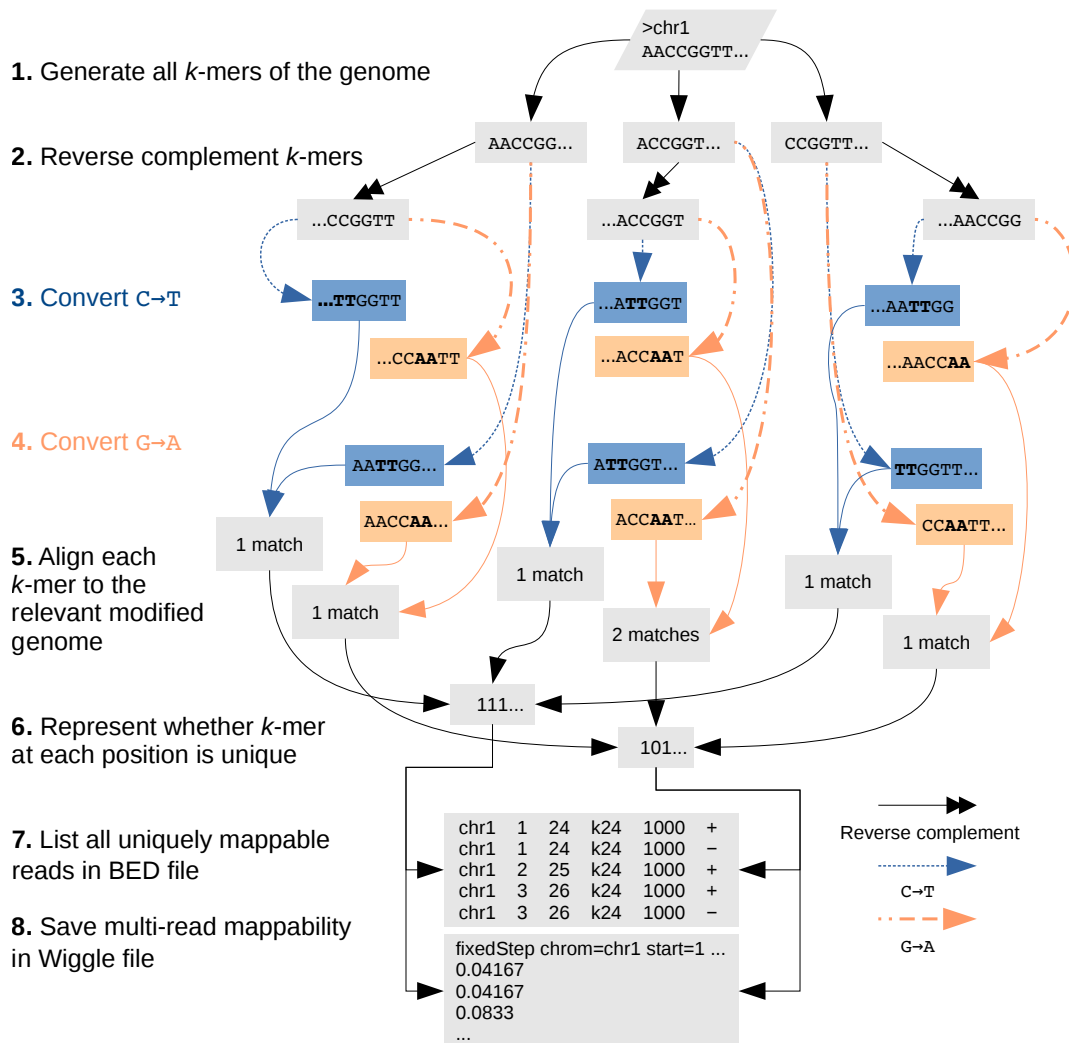 >chr1
AACCGGTT...
1. Generate all k-mers of the genome
AACCGG...
ACCGGT...
CCGGTT...
2. Reverse complement k-mers
...CCGGTT
...ACCGGT
...AACCGG
3. Convert C→T
...TTGGTT
...ATTGGT
...AATTGG
...CCAATT
...ACCAAT
...AACCAA
4. Convert G→A
AATTGG...
ATTGGT...
TTGGTT...
AACCAA...
ACCAAT...
CCAATT...
5. Align each
k-mer to the
relevant modified
genome
1 match
1 match
1 match
1 match
2 matches
1 match
111...
101...
6. Represent whether k-mer
at each position is unique
7. List all uniquely mappable
reads in BED file
chr1 1 24 k24 1000 +
chr1 1 24 k24 1000 −
chr1 2 25 k24 1000 +
chr1 3 26 k24 1000 +
chr1 3 26 k24 1000 −
8. Save multi-read mappability
in Wiggle file
fixedStep chrom=chr1 start=1 ...
0.04167
0.04167
0.0833
...
Reverse complement
C→T
G→A